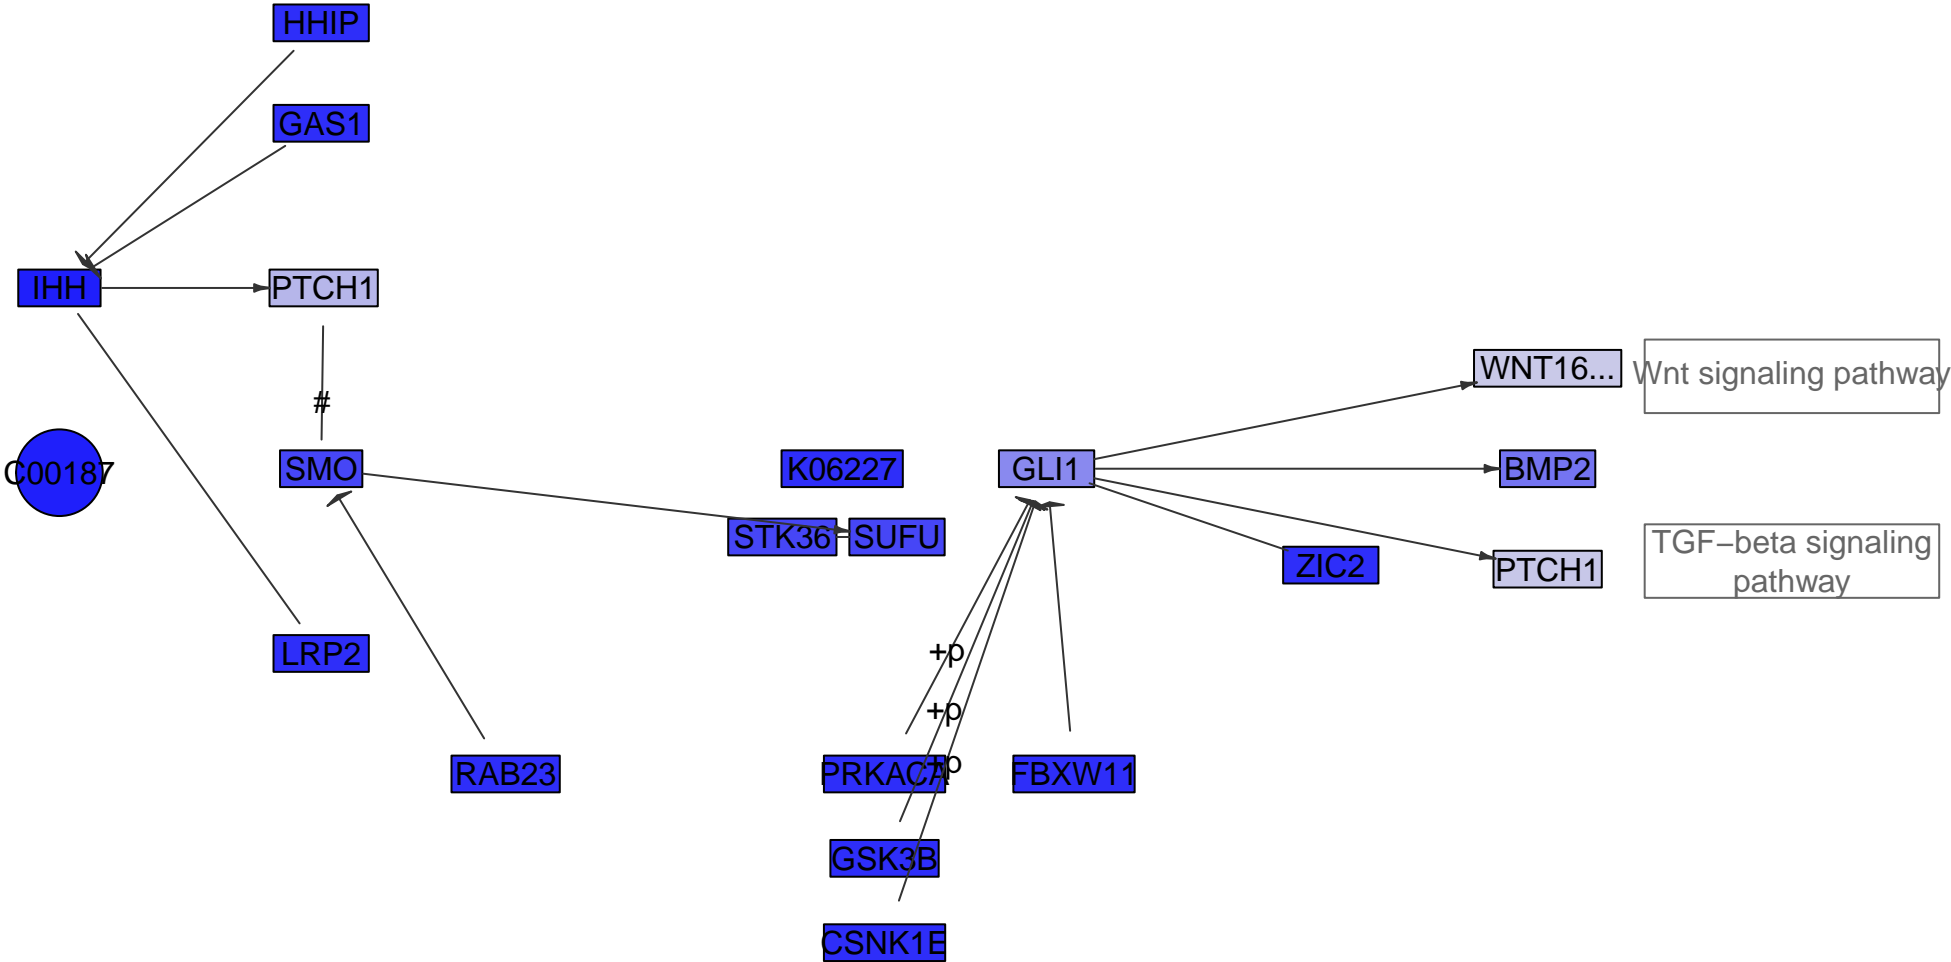 HHIP
GAS1
IHH
PTCH1
WNT16...
Wnt signaling pathway
#
C00187
SMO
K06227
GLI1
BMP2
STK36
SUFU
ZIC2
PTCH1
TGF−beta signaling
pathway
LRP2
+p
+p
+p
RAB23
PRKACA
FBXW11
GSK3B
CSNK1E